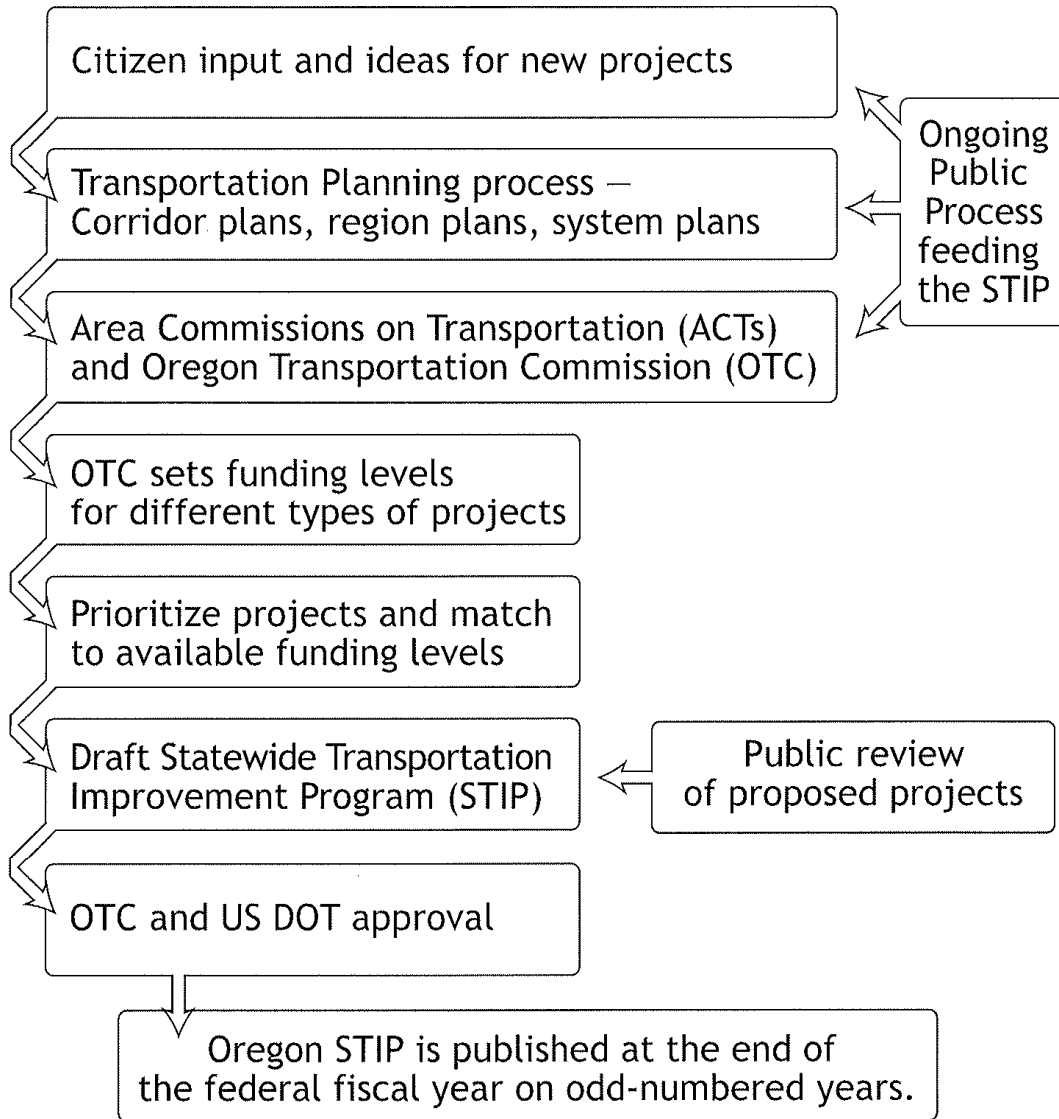 Citizen input and ideas for new projects
Ongoing
Public
Process
feeding
the STIP
Transportation Planning process —
Corridor plans, region plans, system plans
Area Commissions on Transportation (ACTs)
and Oregon Transportation Commission (OTC)
OTC sets funding levels
for different types of projects
Prioritize projects and match
to available funding levels
Draft Statewide Transportation
Improvement Program (STIP)
Public review
of proposed projects
OTC and US DOT approval
Oregon STIP is published at the end of
the federal fiscal year on odd-numbered years.